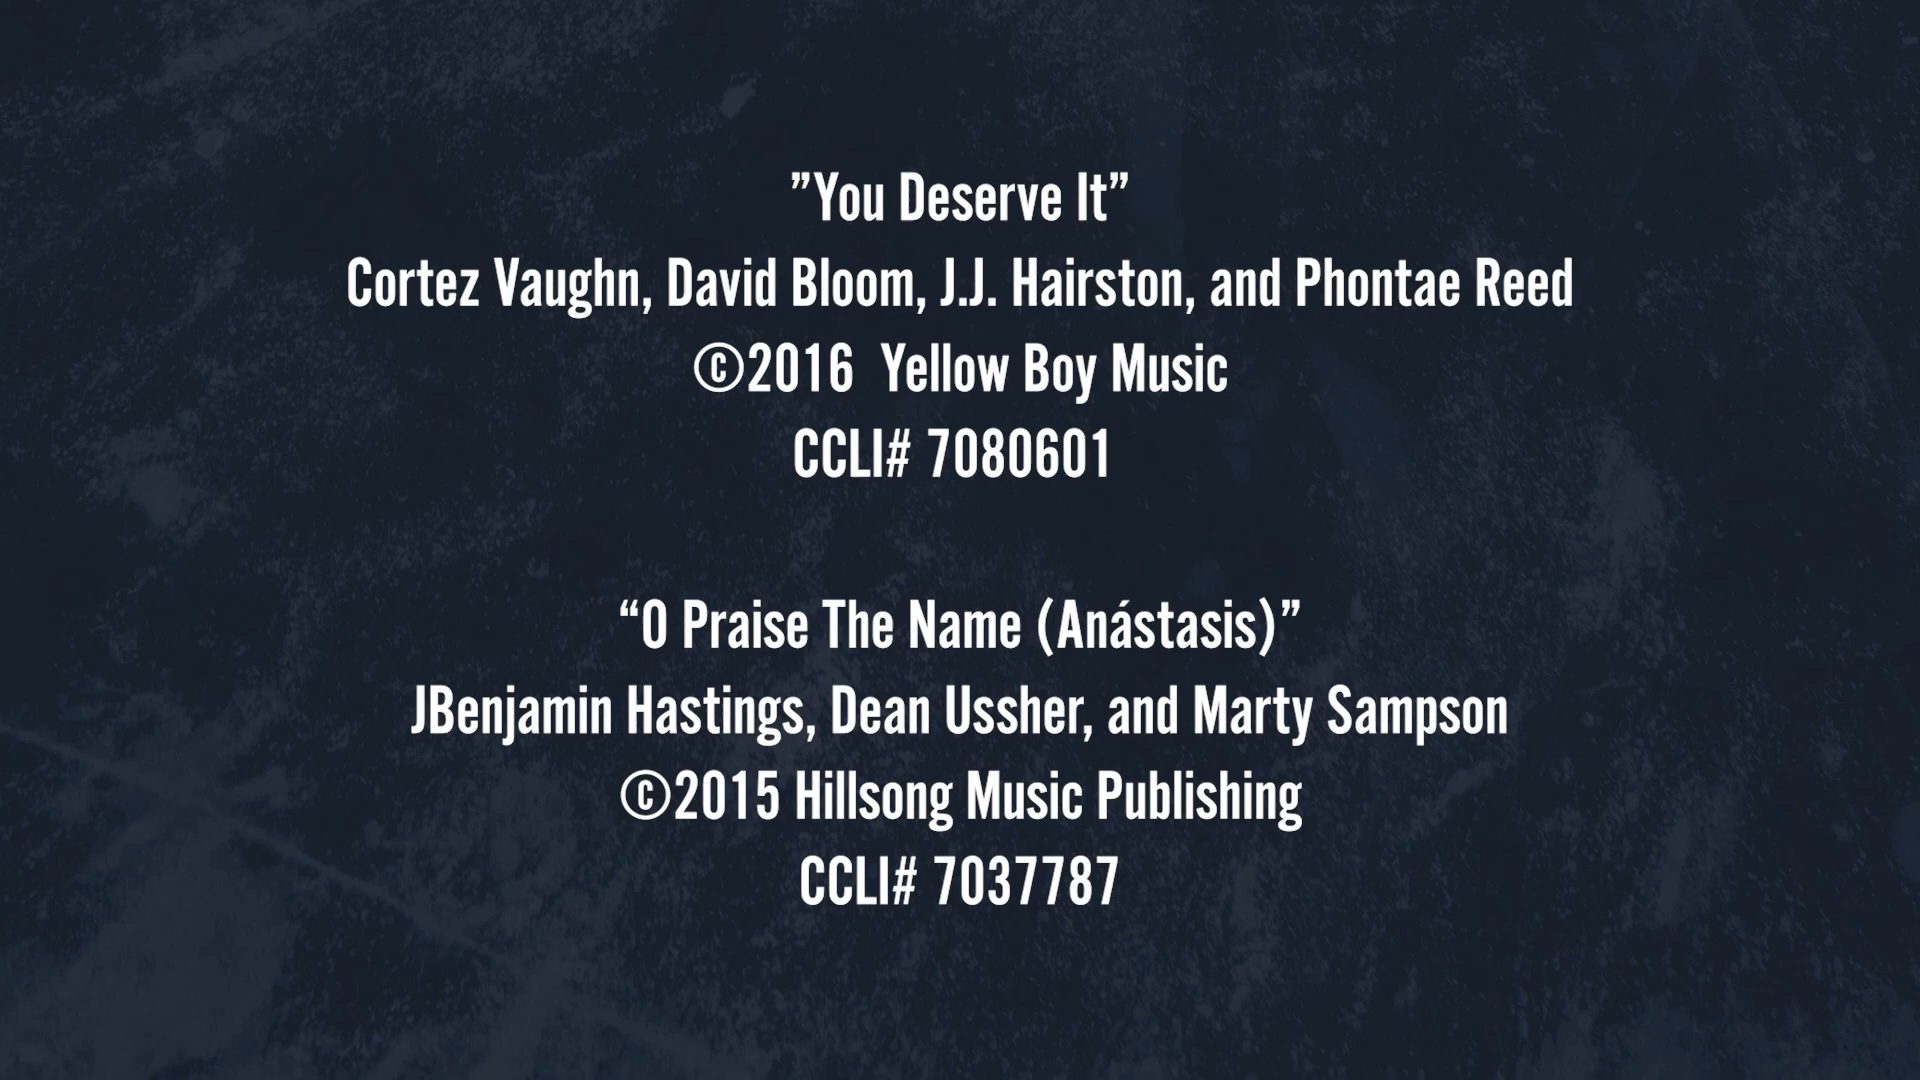 ”You Deserve It”
Cortez Vaughn, David Bloom, J.J. Hairston, and Phontae Reed
©2016  Yellow Boy Music
CCLI# 7080601
“O Praise The Name (Anástasis)”
JBenjamin Hastings, Dean Ussher, and Marty Sampson
©2015 Hillsong Music Publishing
CCLI# 7037787